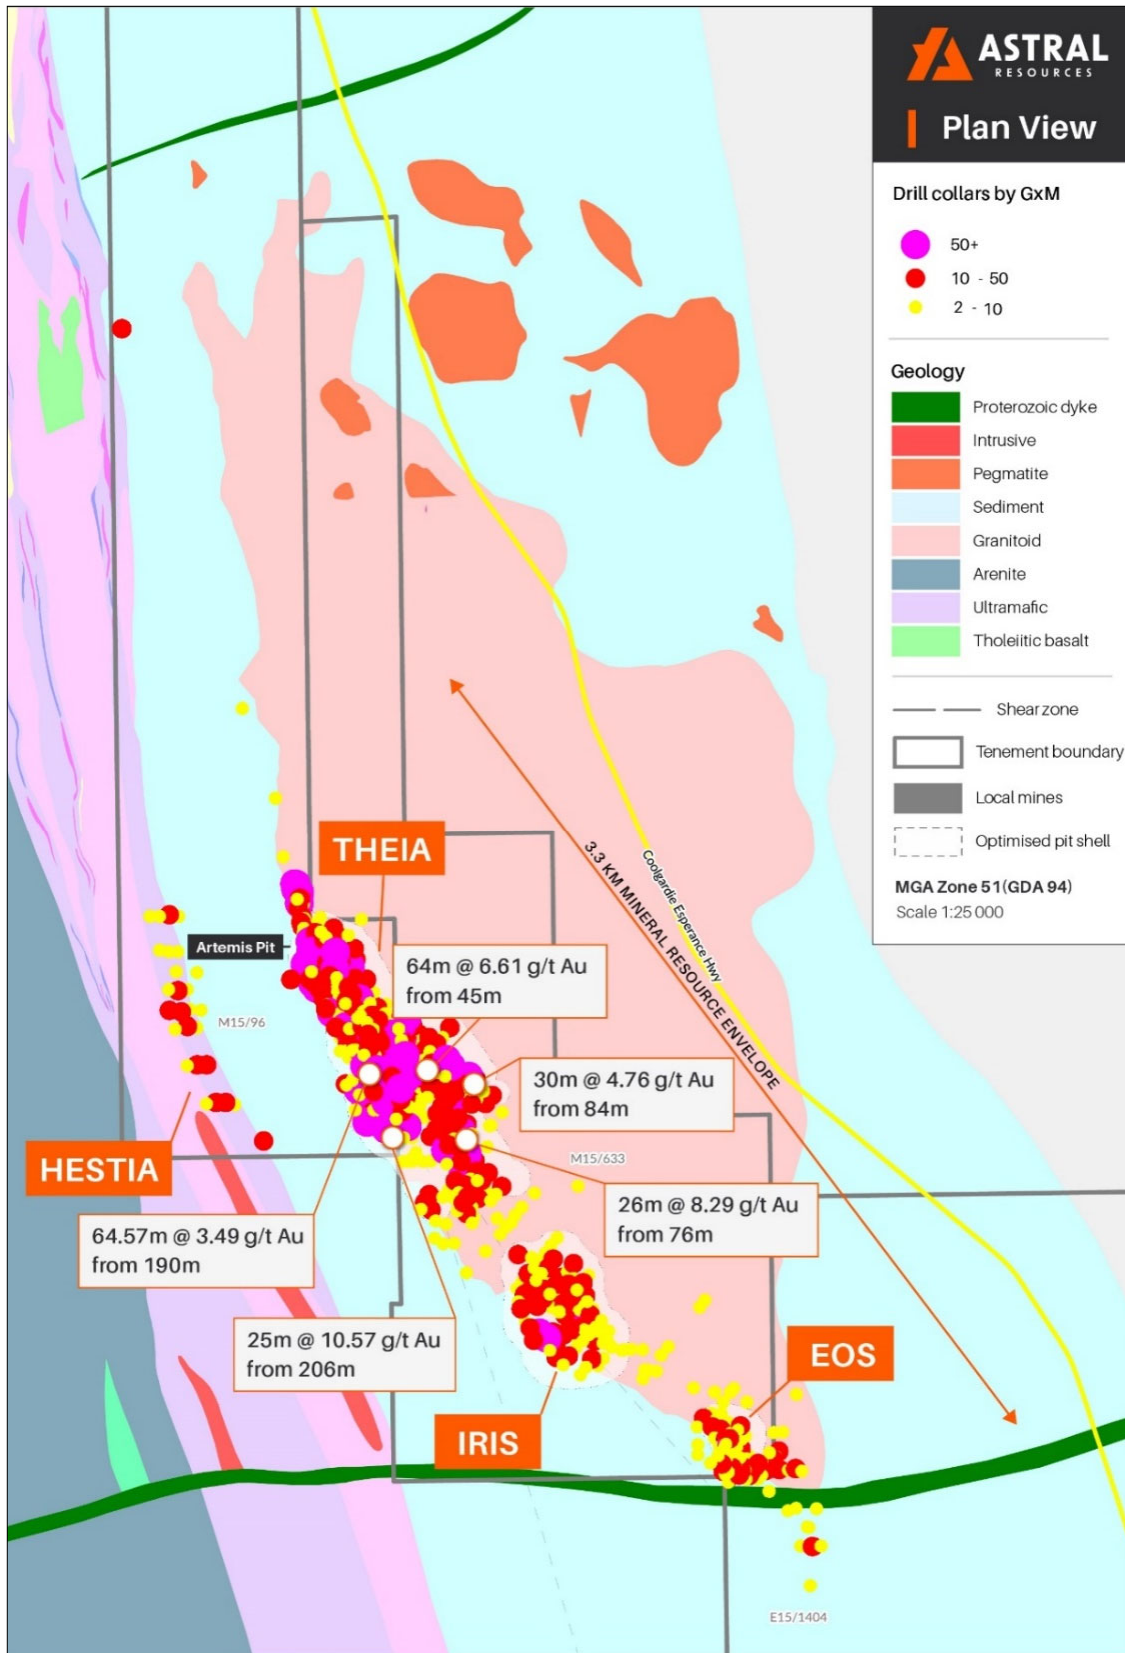 ASTRAL
RESOURCES
Plan View
Drill collars by GxM
50+
10 - 50
2 - 10
Geology
Proterozoic dyke
Intrusive
Pegmatite
Sediment
Granitoid
Arenite
Ultramafic
Tholeiitic basalt
Shear zone
Tenement boundary
Local mines
Optimised pit shell
MGA Zone 51(GDA 94)
Scale 1:25 000
THEIA
Coolgardie Esperance Hwy
3.3 KM MINERAL RESOURCE ENVELOPE
Artemis Pit
64m @ 6.61 g/t Au
from 45m
M15/96
30m @ 4.76 g/t Au
from 84m
HESTIA
M15/633
26m @ 8.29 g/t Au
from 76m
64.57m @ 3.49 g/t Au
from 190m
25m @ 10.57 g/t Au
from 206m
EOS
IRIS
E15/1404